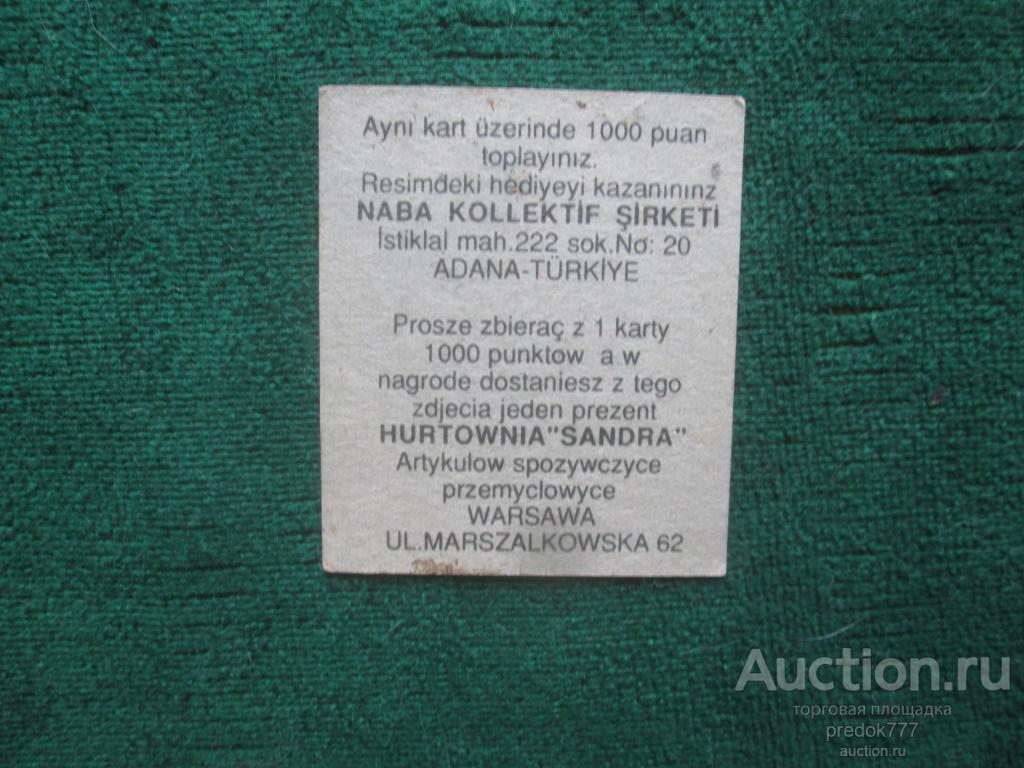 Aynı kart üzerinde 1000 puan
toplayınız.
Resimdeki hediyeyi kazanınınz
NABA KOLLEKTİF ŞİRKETİ
İstiklal mah.222 sok.No: 20
ADANA-TÜRKİYE
Prosze zbieraç z 1 karty
1000 punktow a w
nagrode dostaniesz z tego
zdjecia jeden prezent
HURTOWNIA"SANDRA"
Artykulow spozywczyce
przemyclowyce
WARSAWA
UL.MARSZALKOWSKA 62
Auction.ru
торговая площадка
predok777
auction.ru